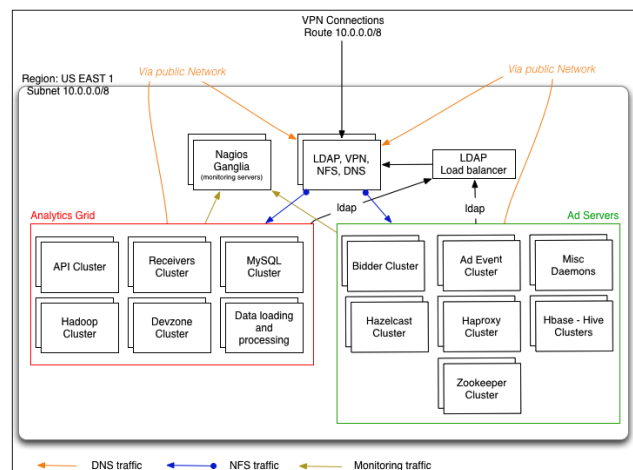 VPN Connections
Route 10.0.0.0/8
Region: US EAST 1
Subnet 10.0.0.0/8
Via public Network
Via public Network
Nagios
Ganglia
(monitoring servers)
LDAP, VPN,
NFS, DNS
LDAP
Load balancer
ldap
ldap
Analytics Grid
Ad Servers
API Cluster
Receivers
Cluster
MySQL
Cluster
Hadoop
Cluster
Devzone
Cluster
Data loading
and
processing
Bidder Cluster
Ad Event
Cluster
Misc
Daemons
Hazelcast
Cluster
Haproxy
Cluster
Hbase - Hive
Clusters
Zookeeper
Cluster
DNS traffic
NFS traffic
Monitoring traffic